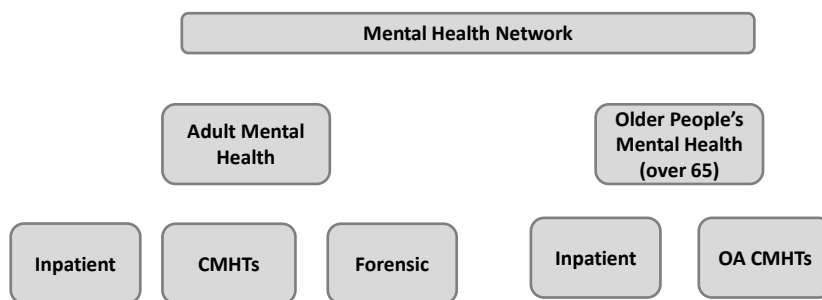 Mental Health Network
Adult Mental
Health
Older People’s
Mental Health
(over 65)
Inpatient
CMHTs
Forensic
Inpatient
OA CMHTs